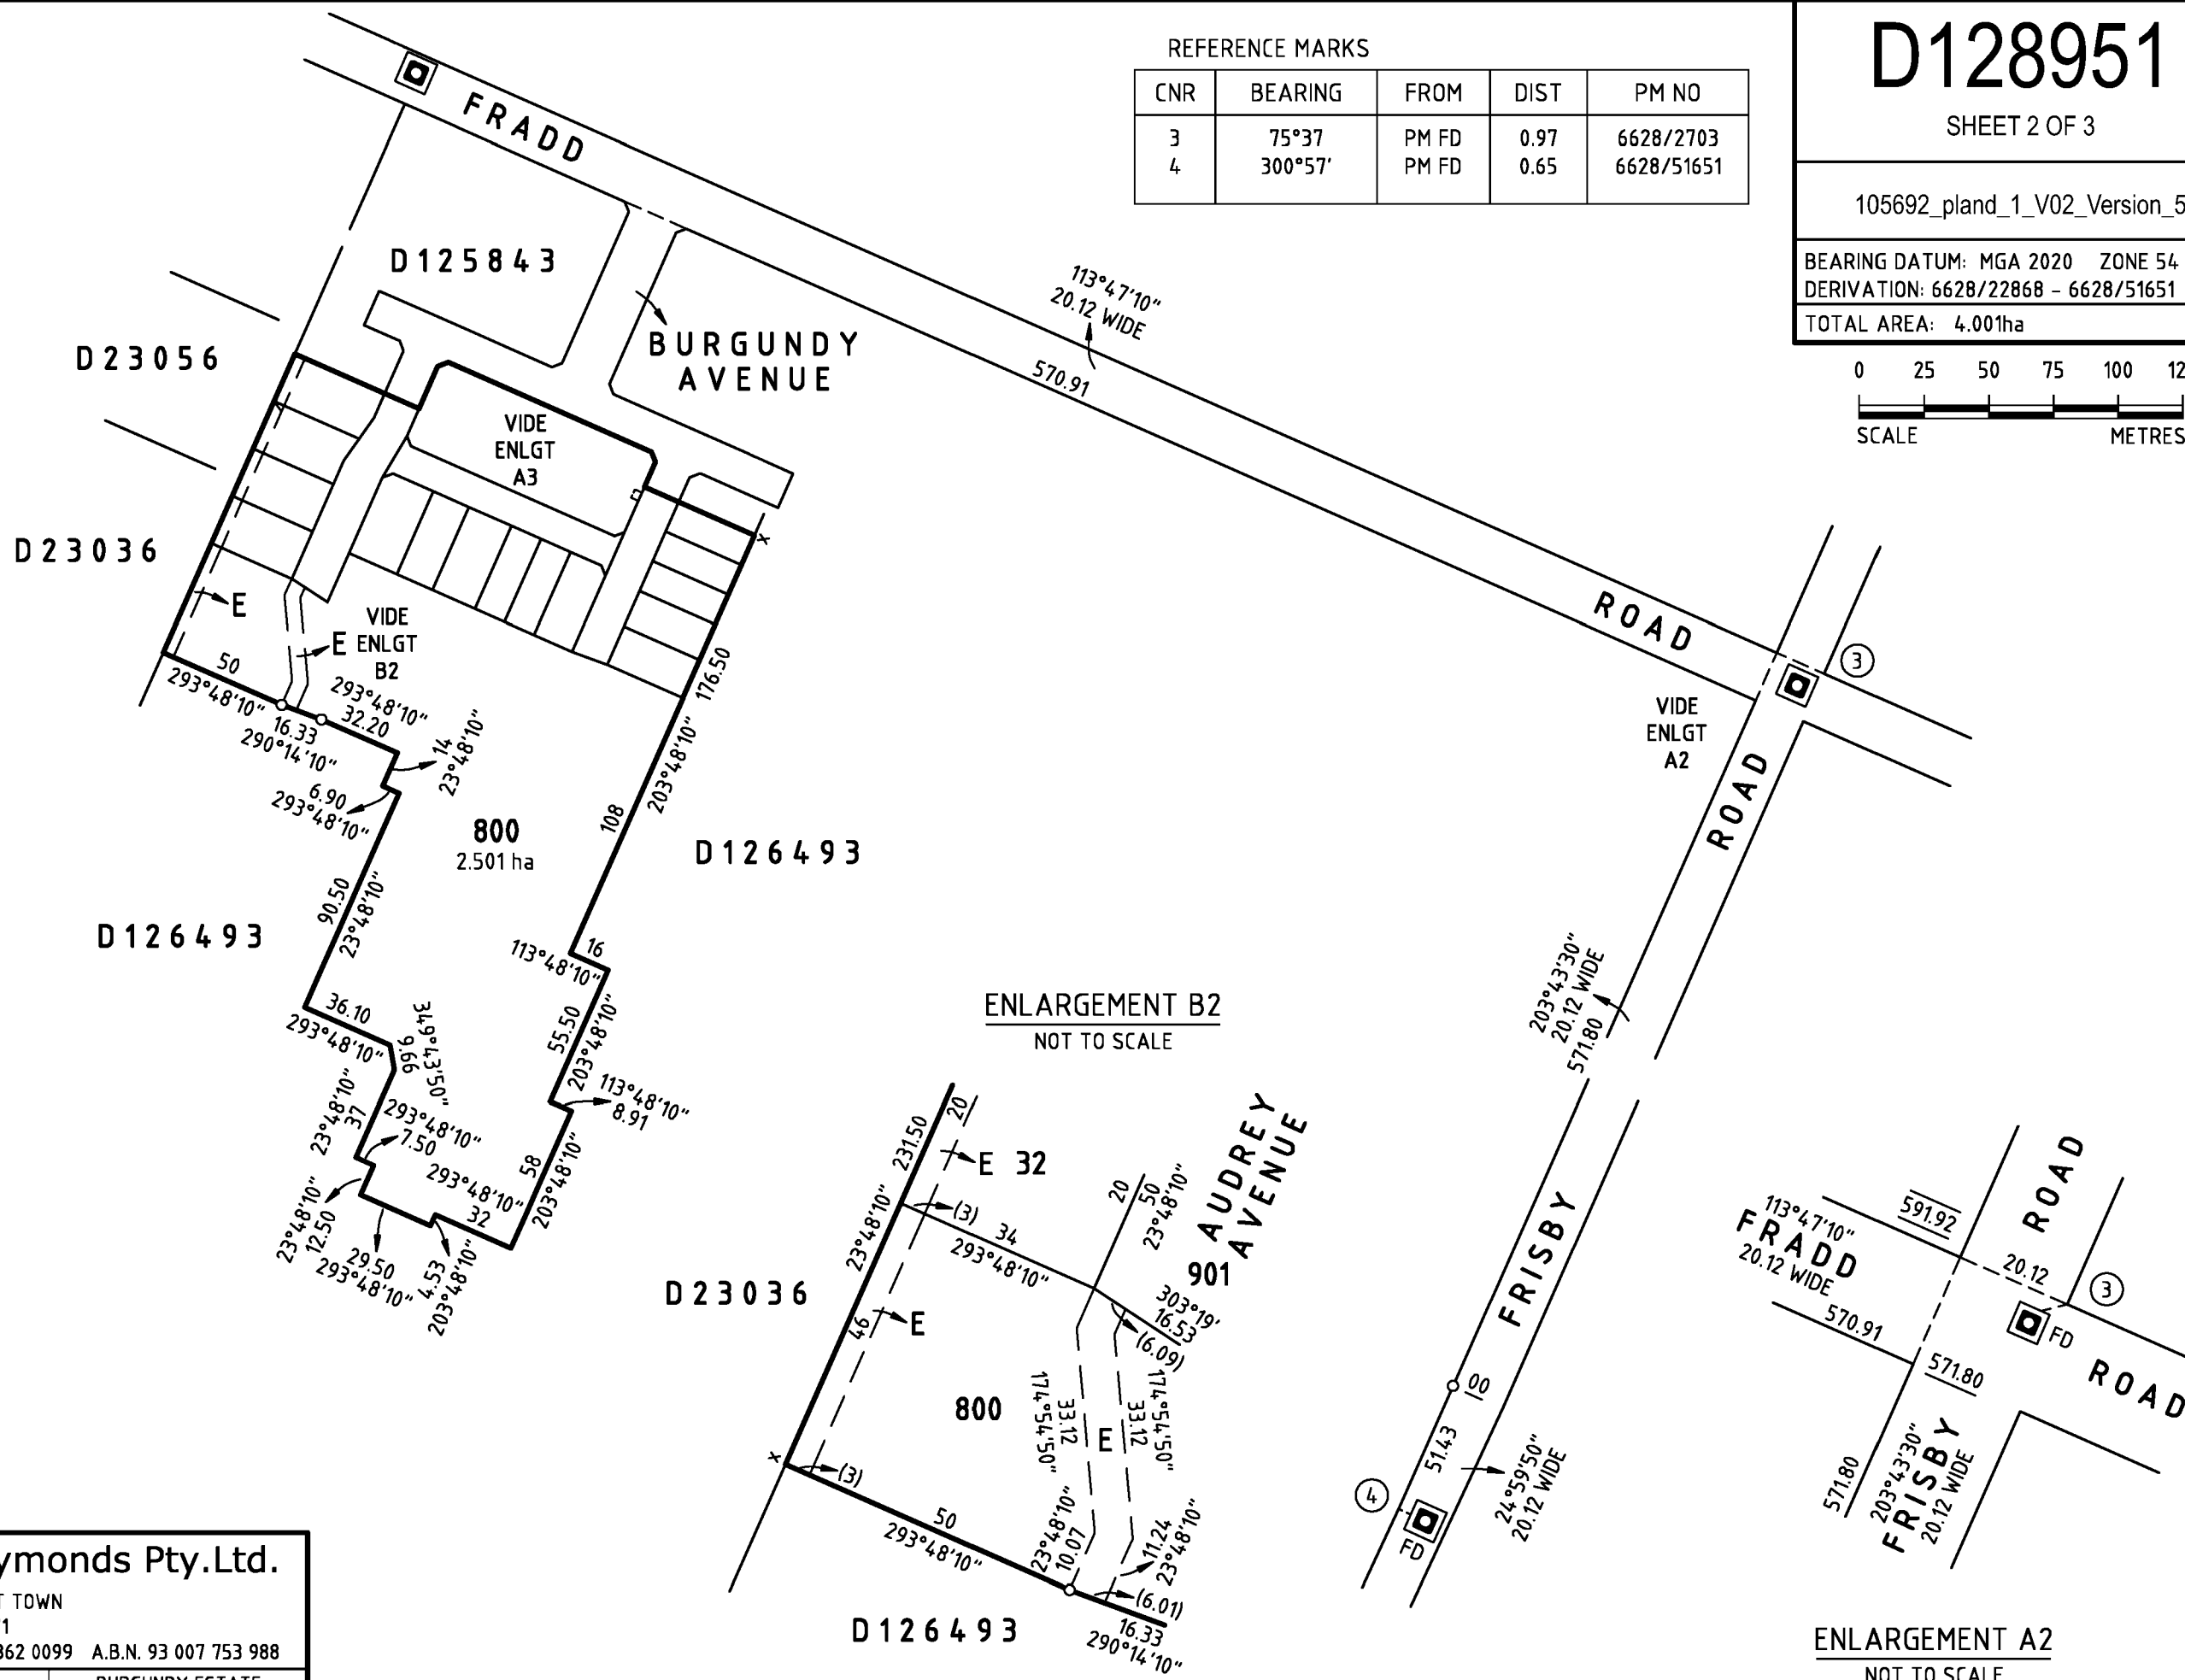 REFERENCE MARKS
CNR BEARING FROM DIST PM NO
3 75°37 PM FD 0.97 6628/2703
4 300°57' PM FD 0.65 6628/51651
D128951
SHEET 2 OF 3
105692_pland_1_V02_Version_5
BEARING DATUM: MGA 2020 ZONE 54
DERIVATION: 6628/22868 - 6628/51651
TOTAL AREA: 4.001ha
0 25 50 75 100
SCALE METRES
FRADD
D125843
BURGUNDY
AVENUE
113°47'10"
20.12 WIDE
570.91
ROAD
3
D23056
VIDE
ENLGT
A3
D23036
E
VIDE
ENLGT
B2
E
50
293°48'10"
16.33
290°14'10"
293°48'10"
32.20
14
23°48'10"
6.90
293°48'10"
176.50
203°48'10"
108
800
2.501 ha
D126493
D126493
90.50
23°48'10"
16
113°48'10"
36.10
293°48'10"
349°43'50"
9.66
55.50
203°48'10"
113°48'10"
8.91
23°48'10"
37
293°48'10"
7.50
293°48'10"
32
58
203°48'10"
23°48'10"
12.50
29.50
293°48'10"
4.53
203°48'10"
VIDE
ENLGT
A2
ROAD
203°43'30"
20.12 WIDE
571.80
FRISBY
00
51.43
24°59'50"
20.12 WIDE
4
FD
ENLARGEMENT B2
NOT TO SCALE
231.50
20
E 32
23°48'10"
(3)
34
293°48'10"
20
50
23°48'10"
AUDREY
AVENUE
901
303°19'
16.53
(6.09)
D23036
46
E
800
174°54'50"
33.12
E
33.12
174°54'50"
(3)
50
293°48'10"
23°48'10"
10.07
11.24
23°48'10"
(6.01)
16.33
290°14'10"
D126493
113°47'10"
FRADD
20.12 WIDE
591.92
ROAD
20.12
3
570.91
FD
571.80
ROAD
571.80
203°43'30"
FRISBY
20.12 WIDE
ENLARGEMENT A2
NOT TO SCALE
ymonds Pty.Ltd.
T TOWN
362 0099 A.B.N. 93 007 753 988
BURGUNDY ESTATE